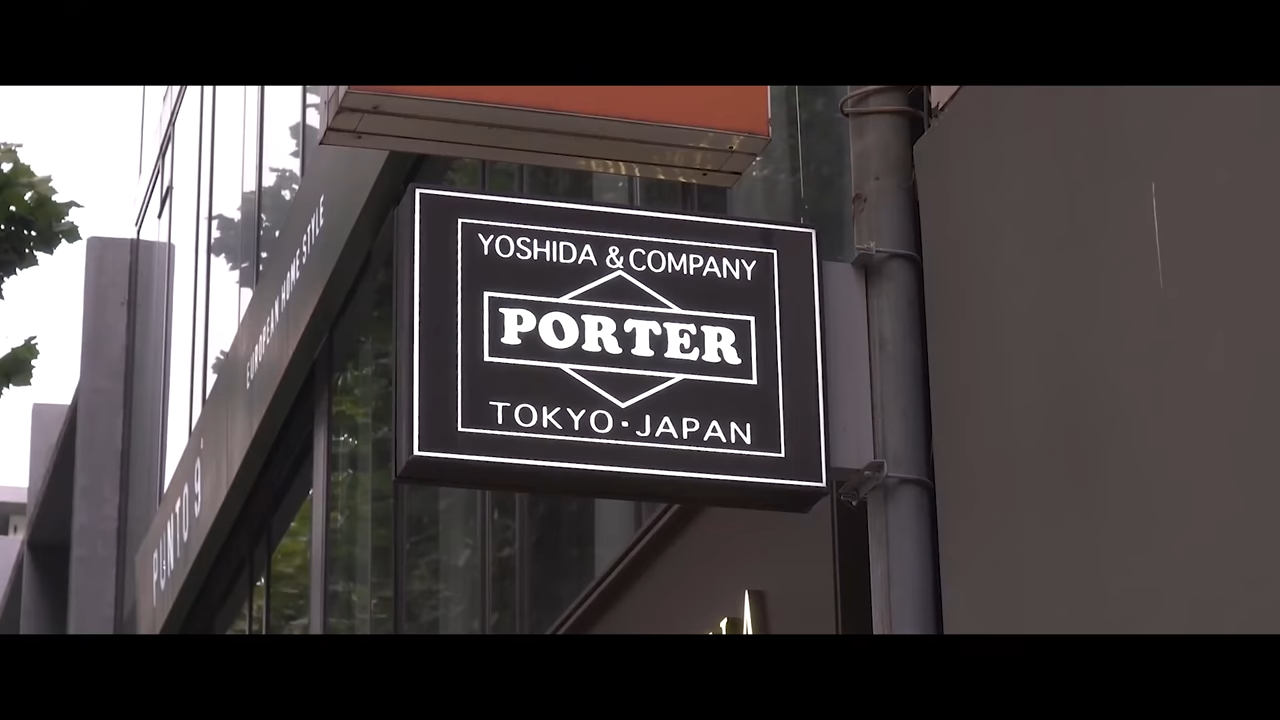 EUROPEAN HOME STYLE
PUNTO 9
YOSHIDA & COMPANY
PORTER
TOKYO・JAPAN